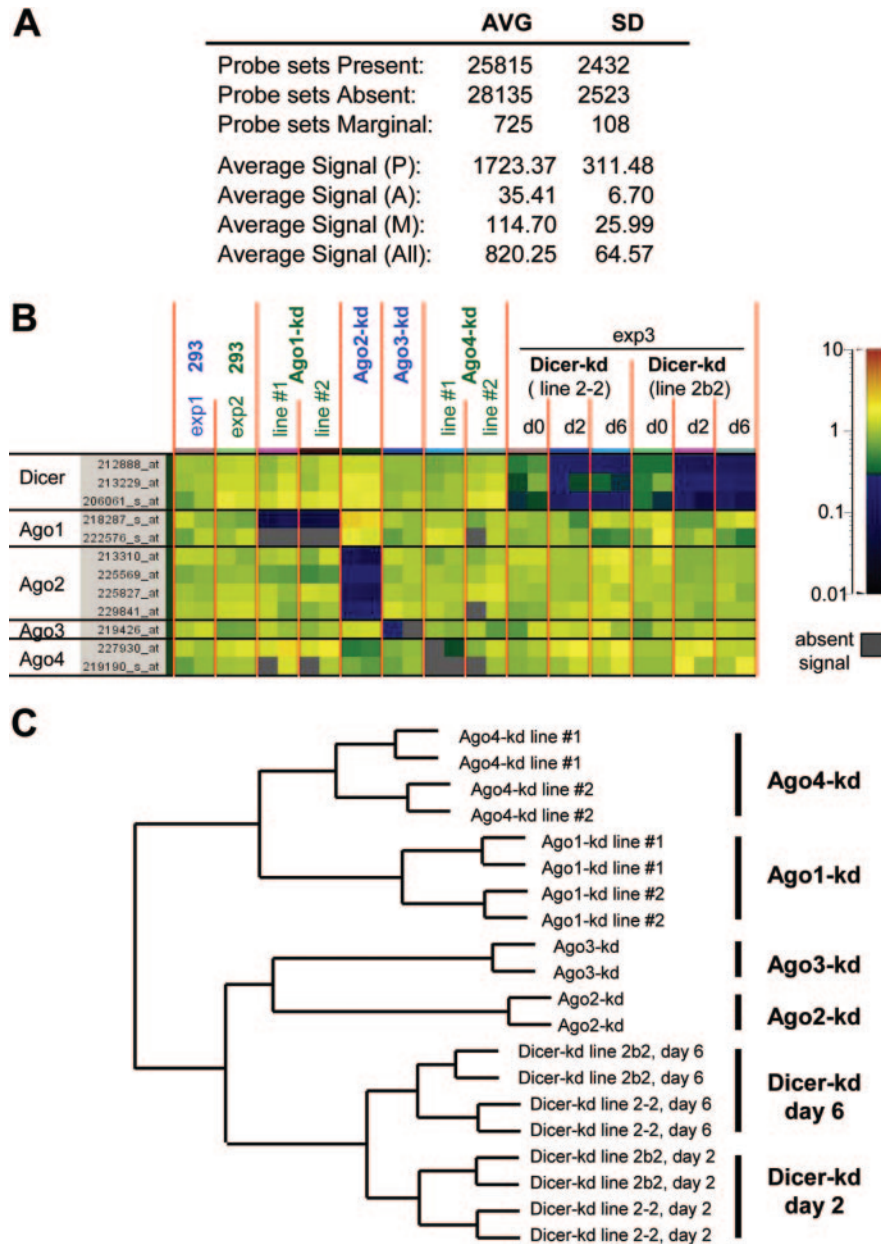 A
AVG SD
Probe sets Present: 25815 2432
Probe sets Absent: 28135 2523
Probe sets Marginal: 725 108
Average Signal (P): 1723.37 311.48
Average Signal (A): 35.41 6.70
Average Signal (M): 114.70 25.99
Average Signal (All): 820.25 64.57
B
exp1 293
exp2 293
Ago1-kd
line #1
line #2
Ago2-kd
Ago3-kd
Ago4-kd
line #1
line #2
exp3
Dicer-kd Dicer-kd
( line 2-2) (line 2b2)
d0 d2 d6 d0 d2 d6
10
1
0.1
0.01
absent
signal
Dicer
212888_at
213229_at
206061_s_at
Ago1
218287_s_at
222576_s_at
Ago2
213310_at
225569_at
225827_at
229841_at
Ago3 219426_at
Ago4
227930_at
219190_s_at
C
Ago4-kd line #1
Ago4-kd line #1
Ago4-kd line #2
Ago4-kd line #2
Ago4-kd
Ago1-kd line #1
Ago1-kd line #1
Ago1-kd line #2
Ago1-kd line #2
Ago1-kd
Ago3-kd
Ago3-kd
Ago3-kd
Ago2-kd
Ago2-kd
Ago2-kd
Dicer-kd line 2b2, day 6
Dicer-kd line 2b2, day 6
Dicer-kd line 2-2, day 6
Dicer-kd line 2-2, day 6
Dicer-kd
day 6
Dicer-kd line 2b2, day 2
Dicer-kd line 2b2, day 2
Dicer-kd line 2-2, day 2
Dicer-kd line 2-2, day 2
Dicer-kd
day 2